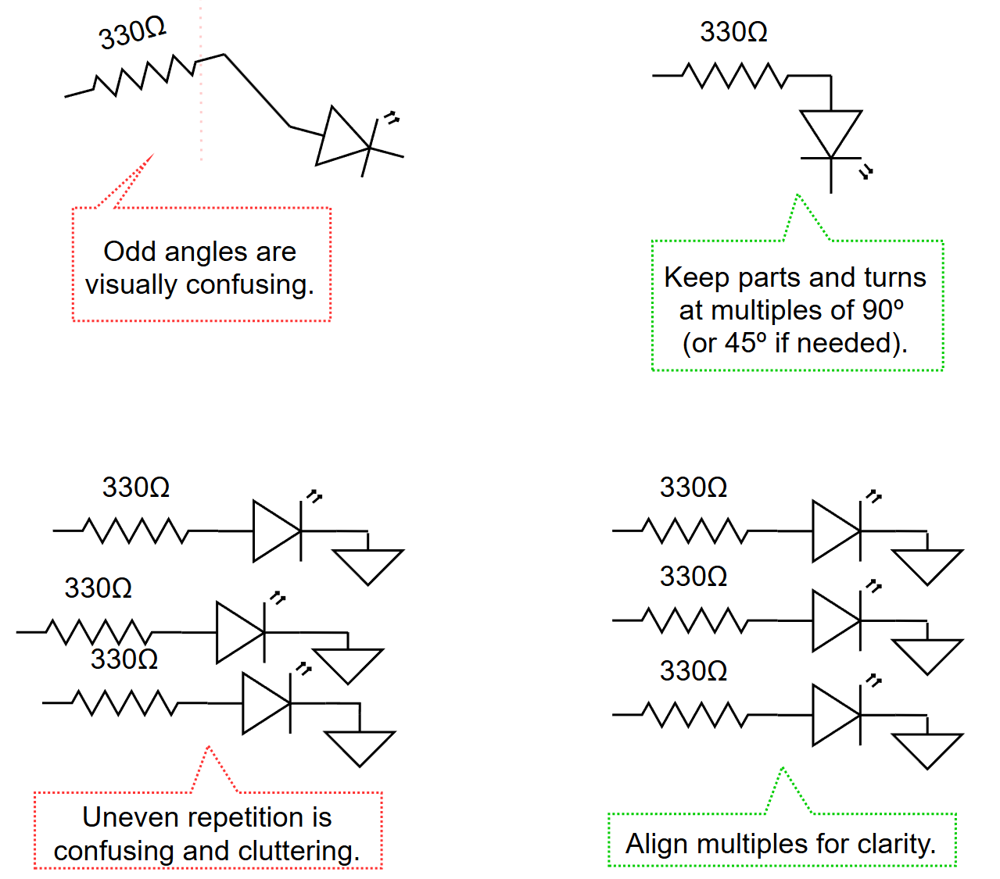 330Ω
330Ω
Odd angles are
visually confusing.
Keep parts and turns
at multiples of 90º
(or 45º if needed).
330Ω
330Ω
330Ω
Uneven repetition is
confusing and cluttering.
330Ω
330Ω
330Ω
Align multiples for clarity.